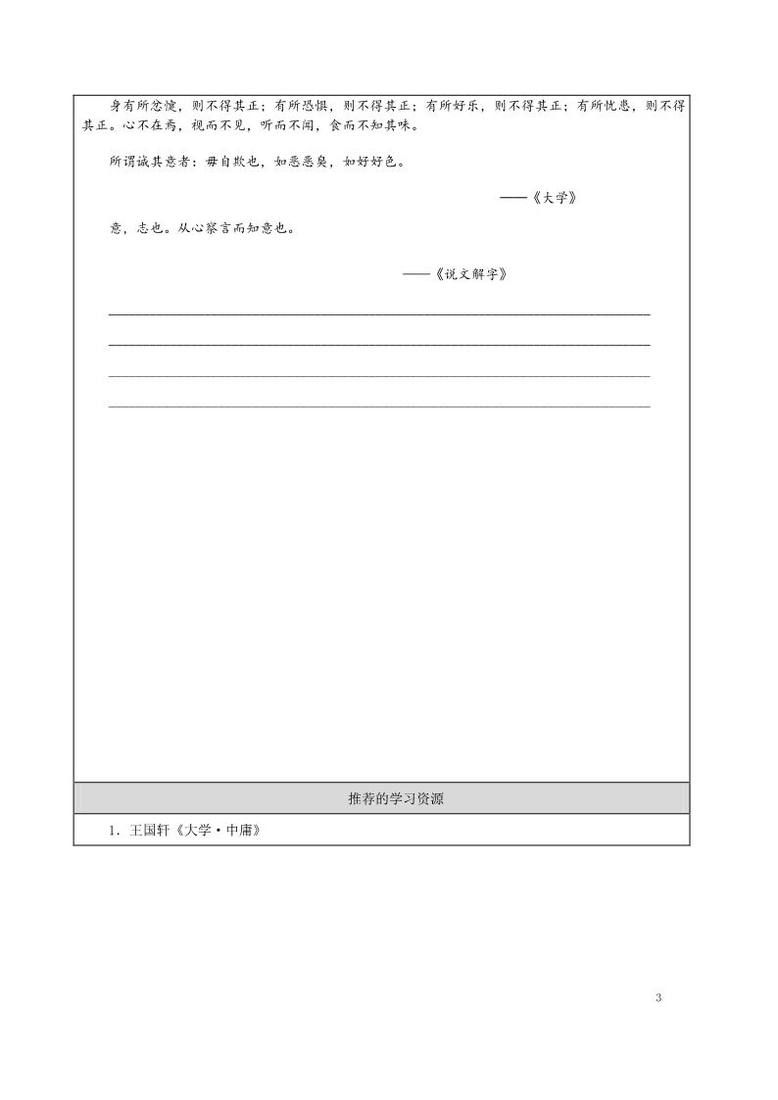 身有所忿懥，则不得其正；有所恐惧，则不得其正；有所好乐，则不得其正；有所忧患，则不得
其正。心不在焉，视而不见，听而不闻，食而不知其味。
所谓诚其意者：毋自欺也，如恶恶臭，如好好色。
——《大学》
意，志也。从心察言而知意也。
——《说文解字》
推荐的学习资源
1．王国轩《大学·中庸》
3